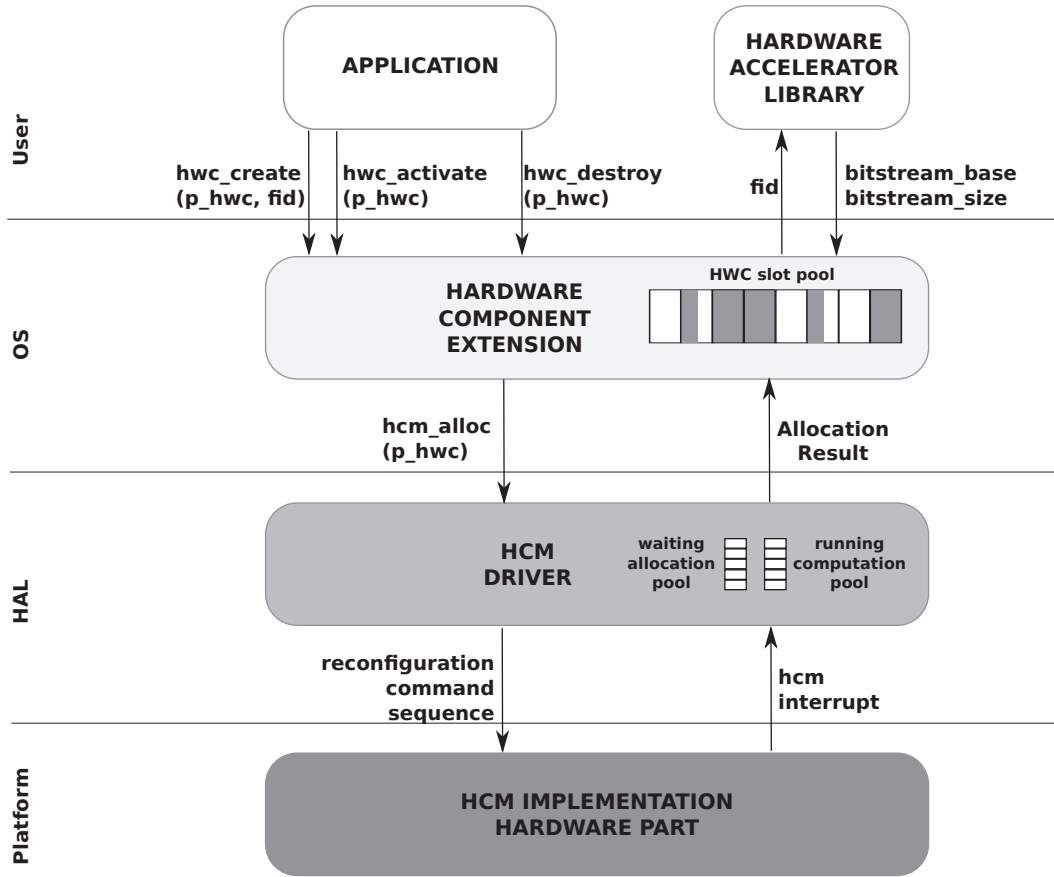 APPLICATION
HARDWARE
ACCELERATOR
LIBRARY
User
hwc_create
(p_hwc, fid)
hwc_activate
(p_hwc)
hwc_destroy
(p_hwc)
fid
bitstream_base
bitstream_size
OS
HARDWARE
COMPONENT
EXTENSION
HWC slot pool
hcm_alloc
(p_hwc)
Allocation
Result
HAL
HCM
DRIVER
waiting
allocation
pool
running
computation
pool
reconfiguration
command
sequence
hcm
interrupt
Platform
HCM IMPLEMENTATION
HARDWARE PART